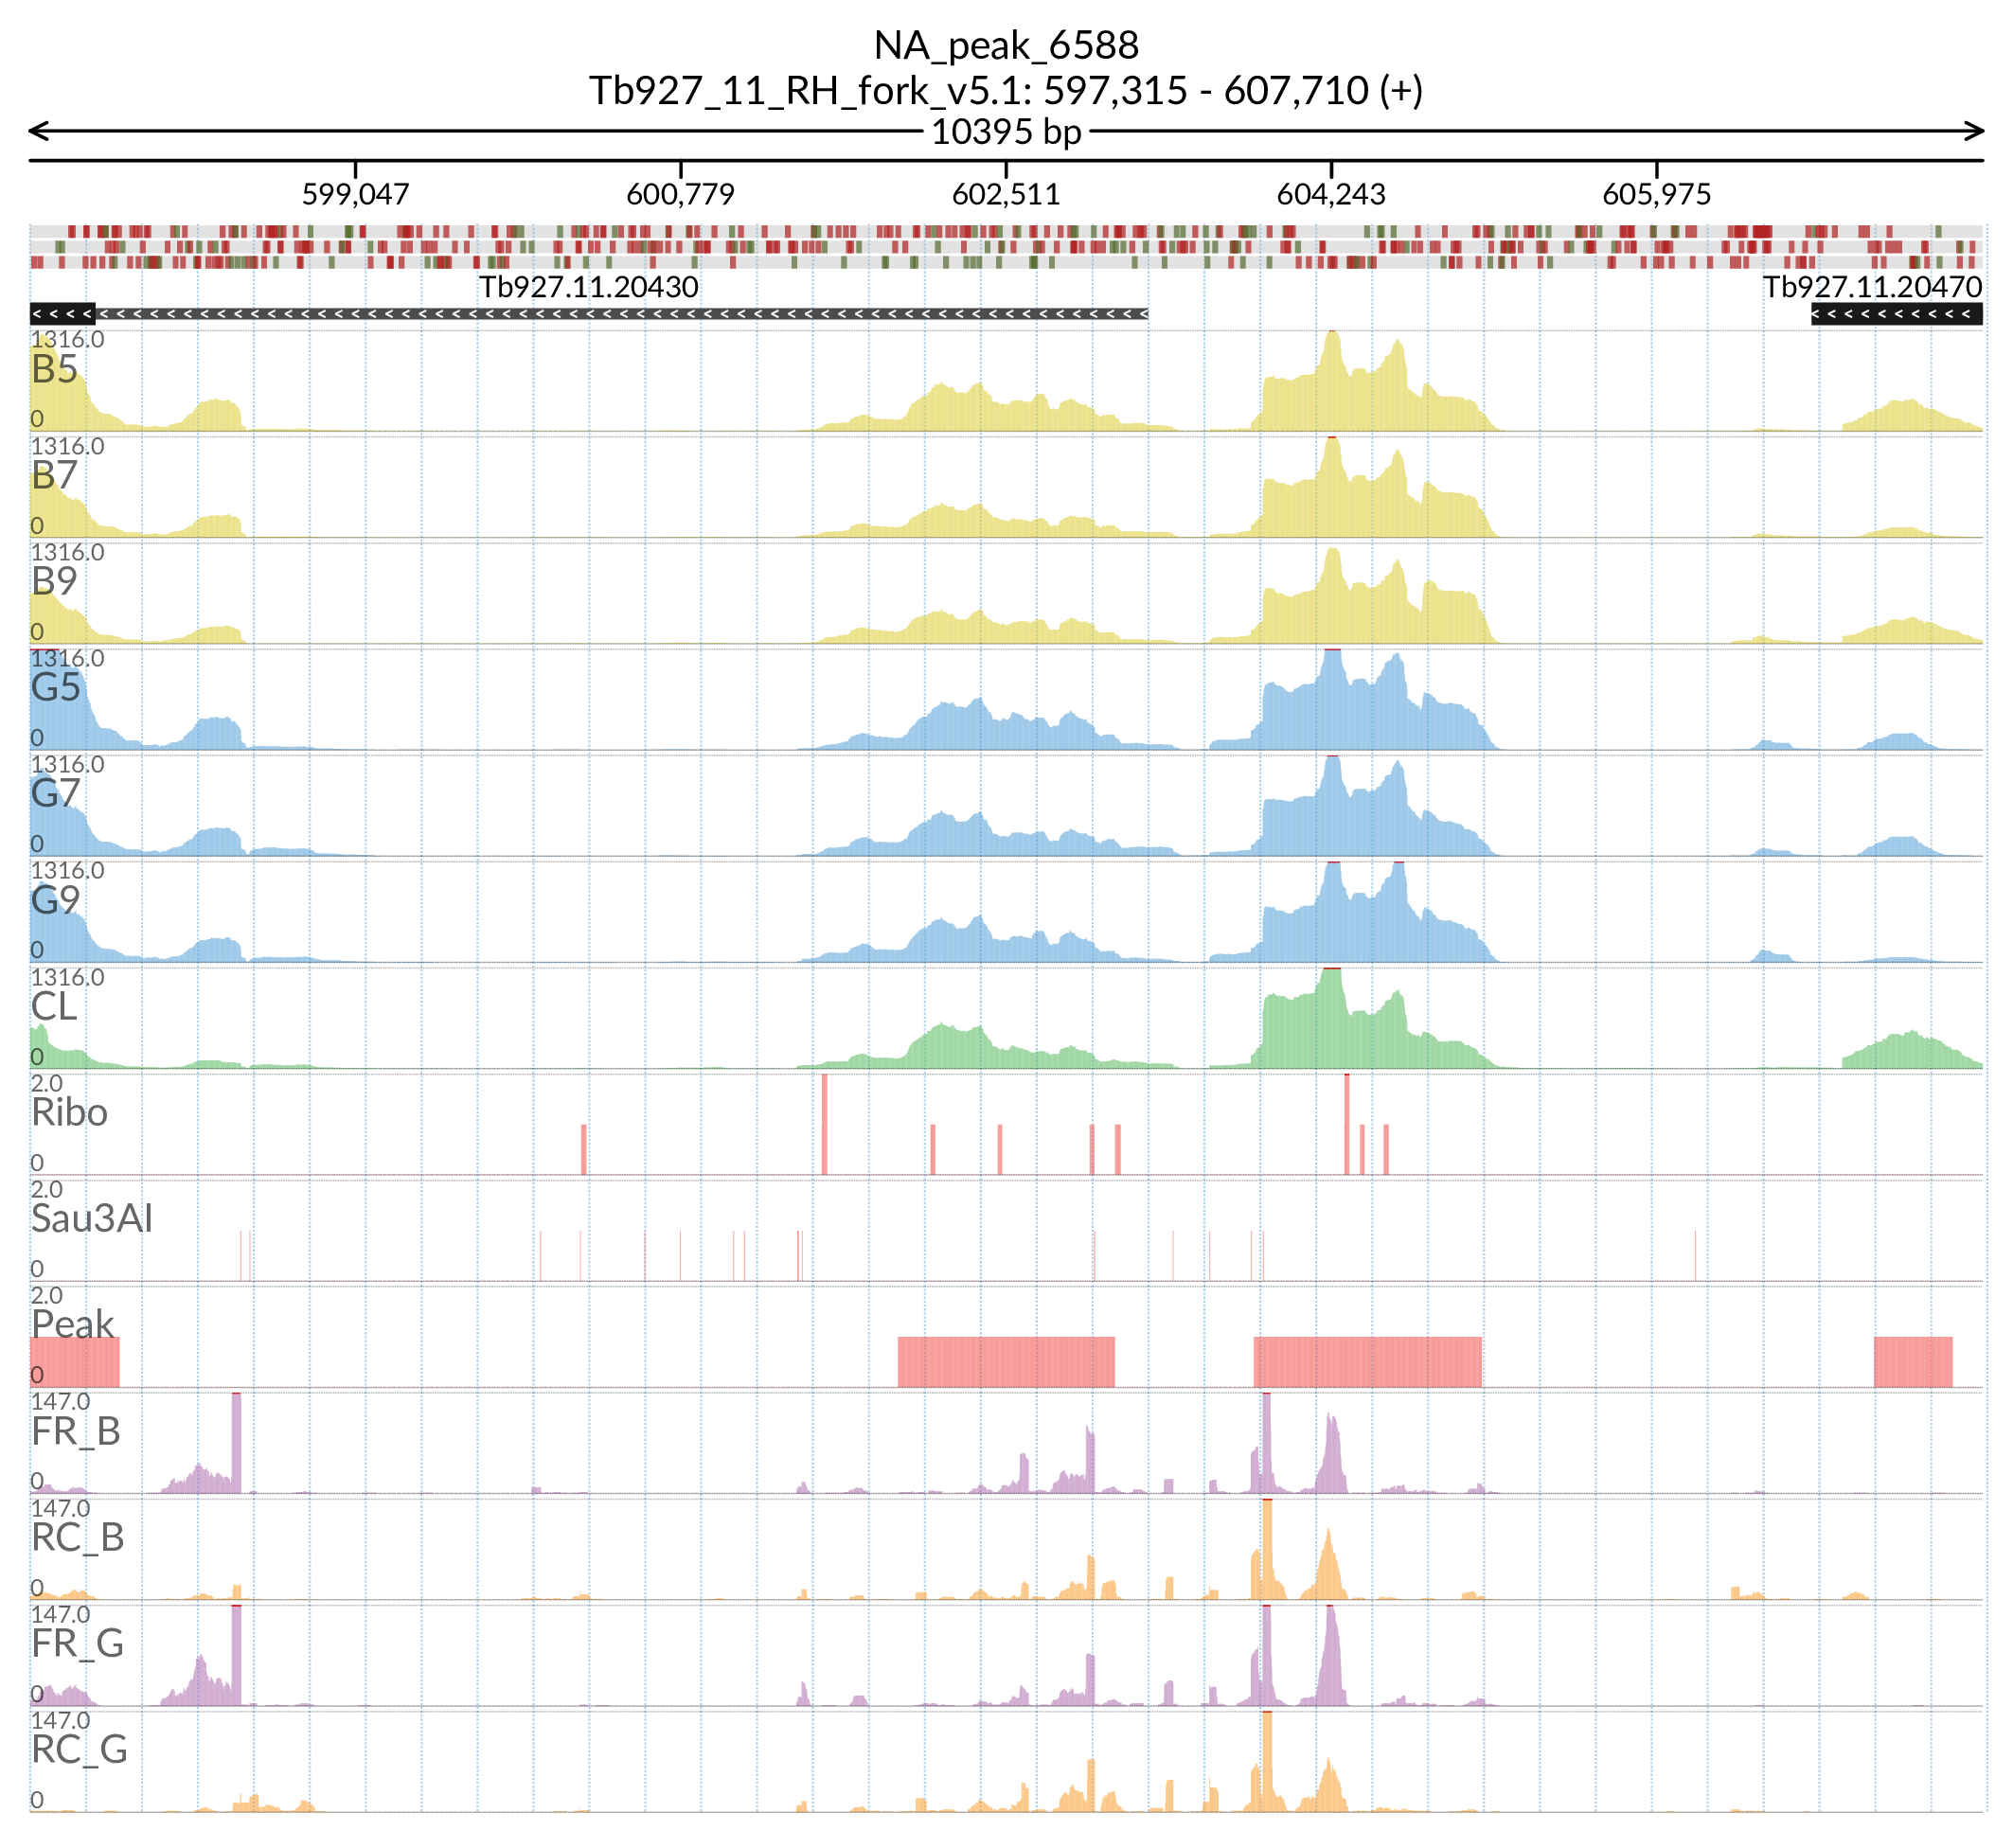 NA_peak_6588
Tb927_11_RH_fork_v5.1: 597,315 - 607,710 (+)
10395 bp
599,047 600,779 602,511 604,243 605,975
Tb927.11.20430 Tb927.11.20470
1316.0
B5
0
1316.0
B7
0
1316.0
B9
0
1316.0
G5
0
1316.0
G7
0
1316.0
G9
0
1316.0
CL
0
2.0
Ribo
0
2.0
Sau3AI
0
2.0
Peak
0
147.0
FR_B
0
147.0
RC_B
0
147.0
FR_G
0
147.0
RC_G
0